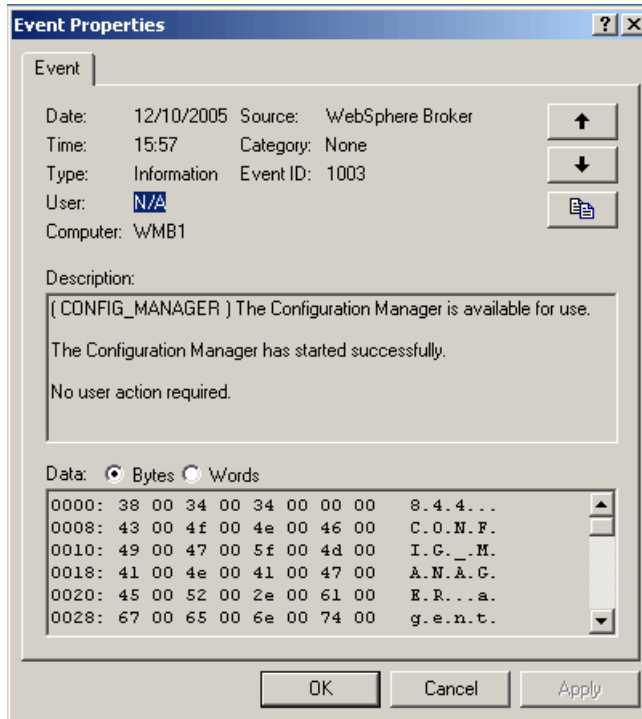 Event Properties
Event
Date: 12/10/2005 Source: WebSphere Broker
Time: 15:57 Category: None
Type: Information Event ID: 1003
User: N/A
Computer: WMB1
Description:
( CONFIG_MANAGER ) The Configuration Manager is available for use.
The Configuration Manager has started successfully.
No user action required.
Data: Bytes Words
0000: 38 00 34 00 34 00 00 00 8.4.4...
0008: 43 00 4f 00 4e 00 46 00 C.O.N.F.
0010: 49 00 47 00 5f 00 4d 00 I.G._.M.
0018: 41 00 4e 00 41 00 47 00 A.N.A.G.
0020: 45 00 52 00 2e 00 61 00 E.R...a.
0028: 67 00 65 00 6e 00 74 00 g.e.n.t.
OK Cancel Apply